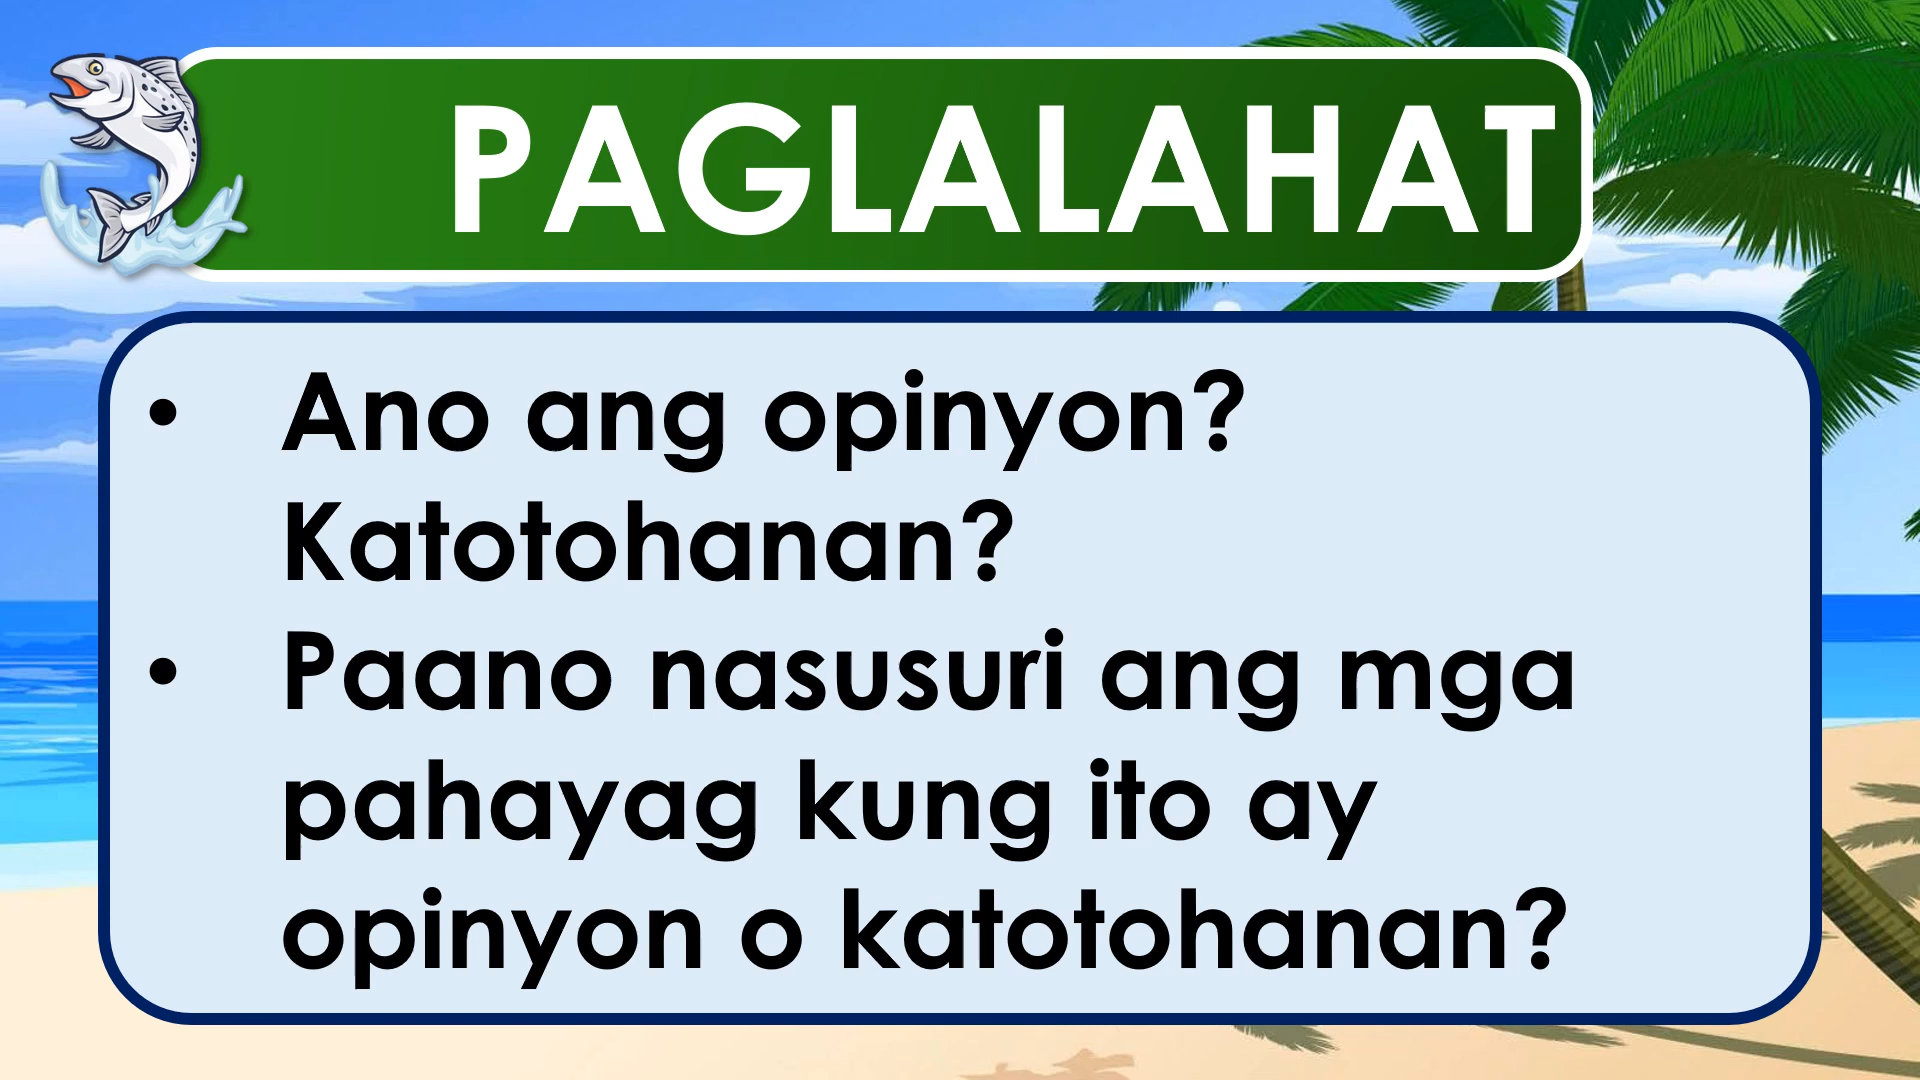 PAGLALAHAT
• Ano ang opinyon?
Katotohanan?
• Paano nasusuri ang mga
pahayag kung ito ay
opinyon o katotohanan?